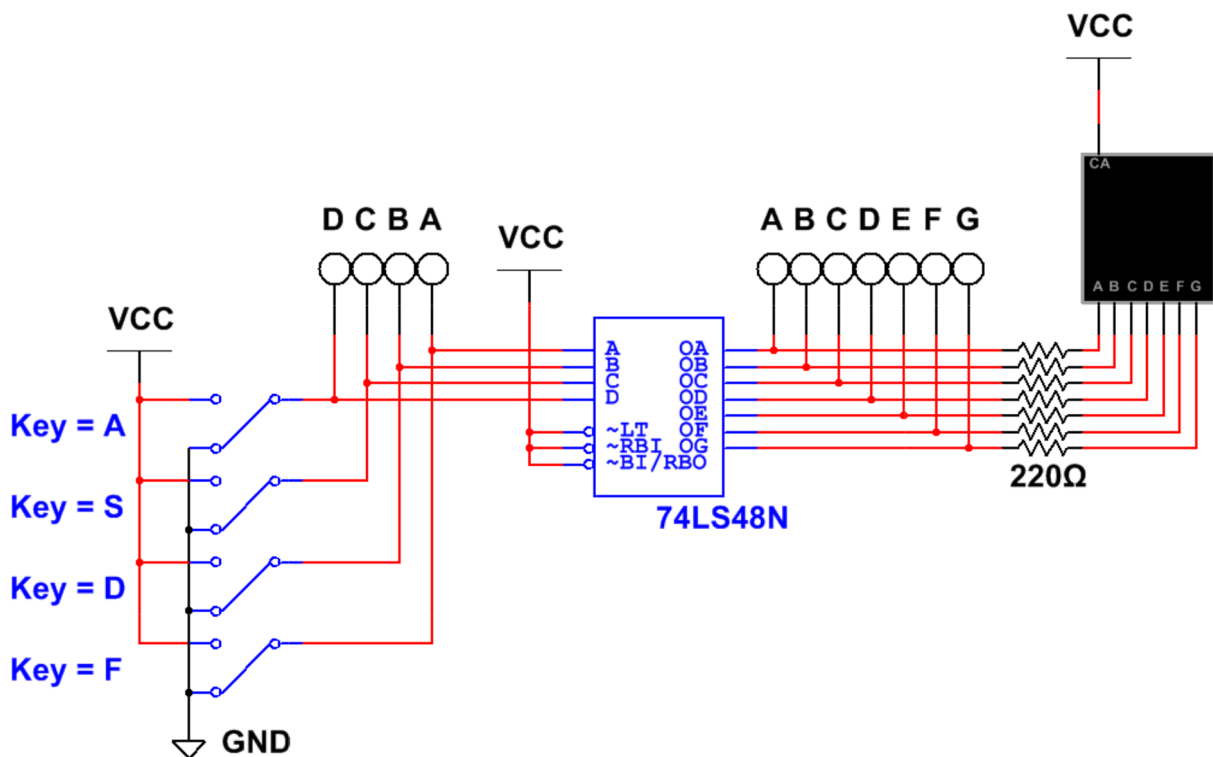 VCC
CA
D C B A
VCC
A B C D E F G
A B C D E F G
VCC
A OA
B OB
C OC
D OD
OE
~LT OF
~RBI OG
~BI/RBO
Key = A
Key = S
Key = D
Key = F
74LS48N
220Ω
GND